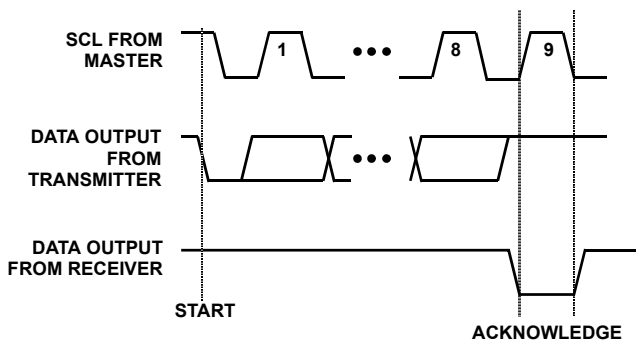 SCL FROM
MASTER
1
8
9
DATA OUTPUT
FROM
TRANSMITTER
DATA OUTPUT
FROM RECEIVER
START
ACKNOWLEDGE